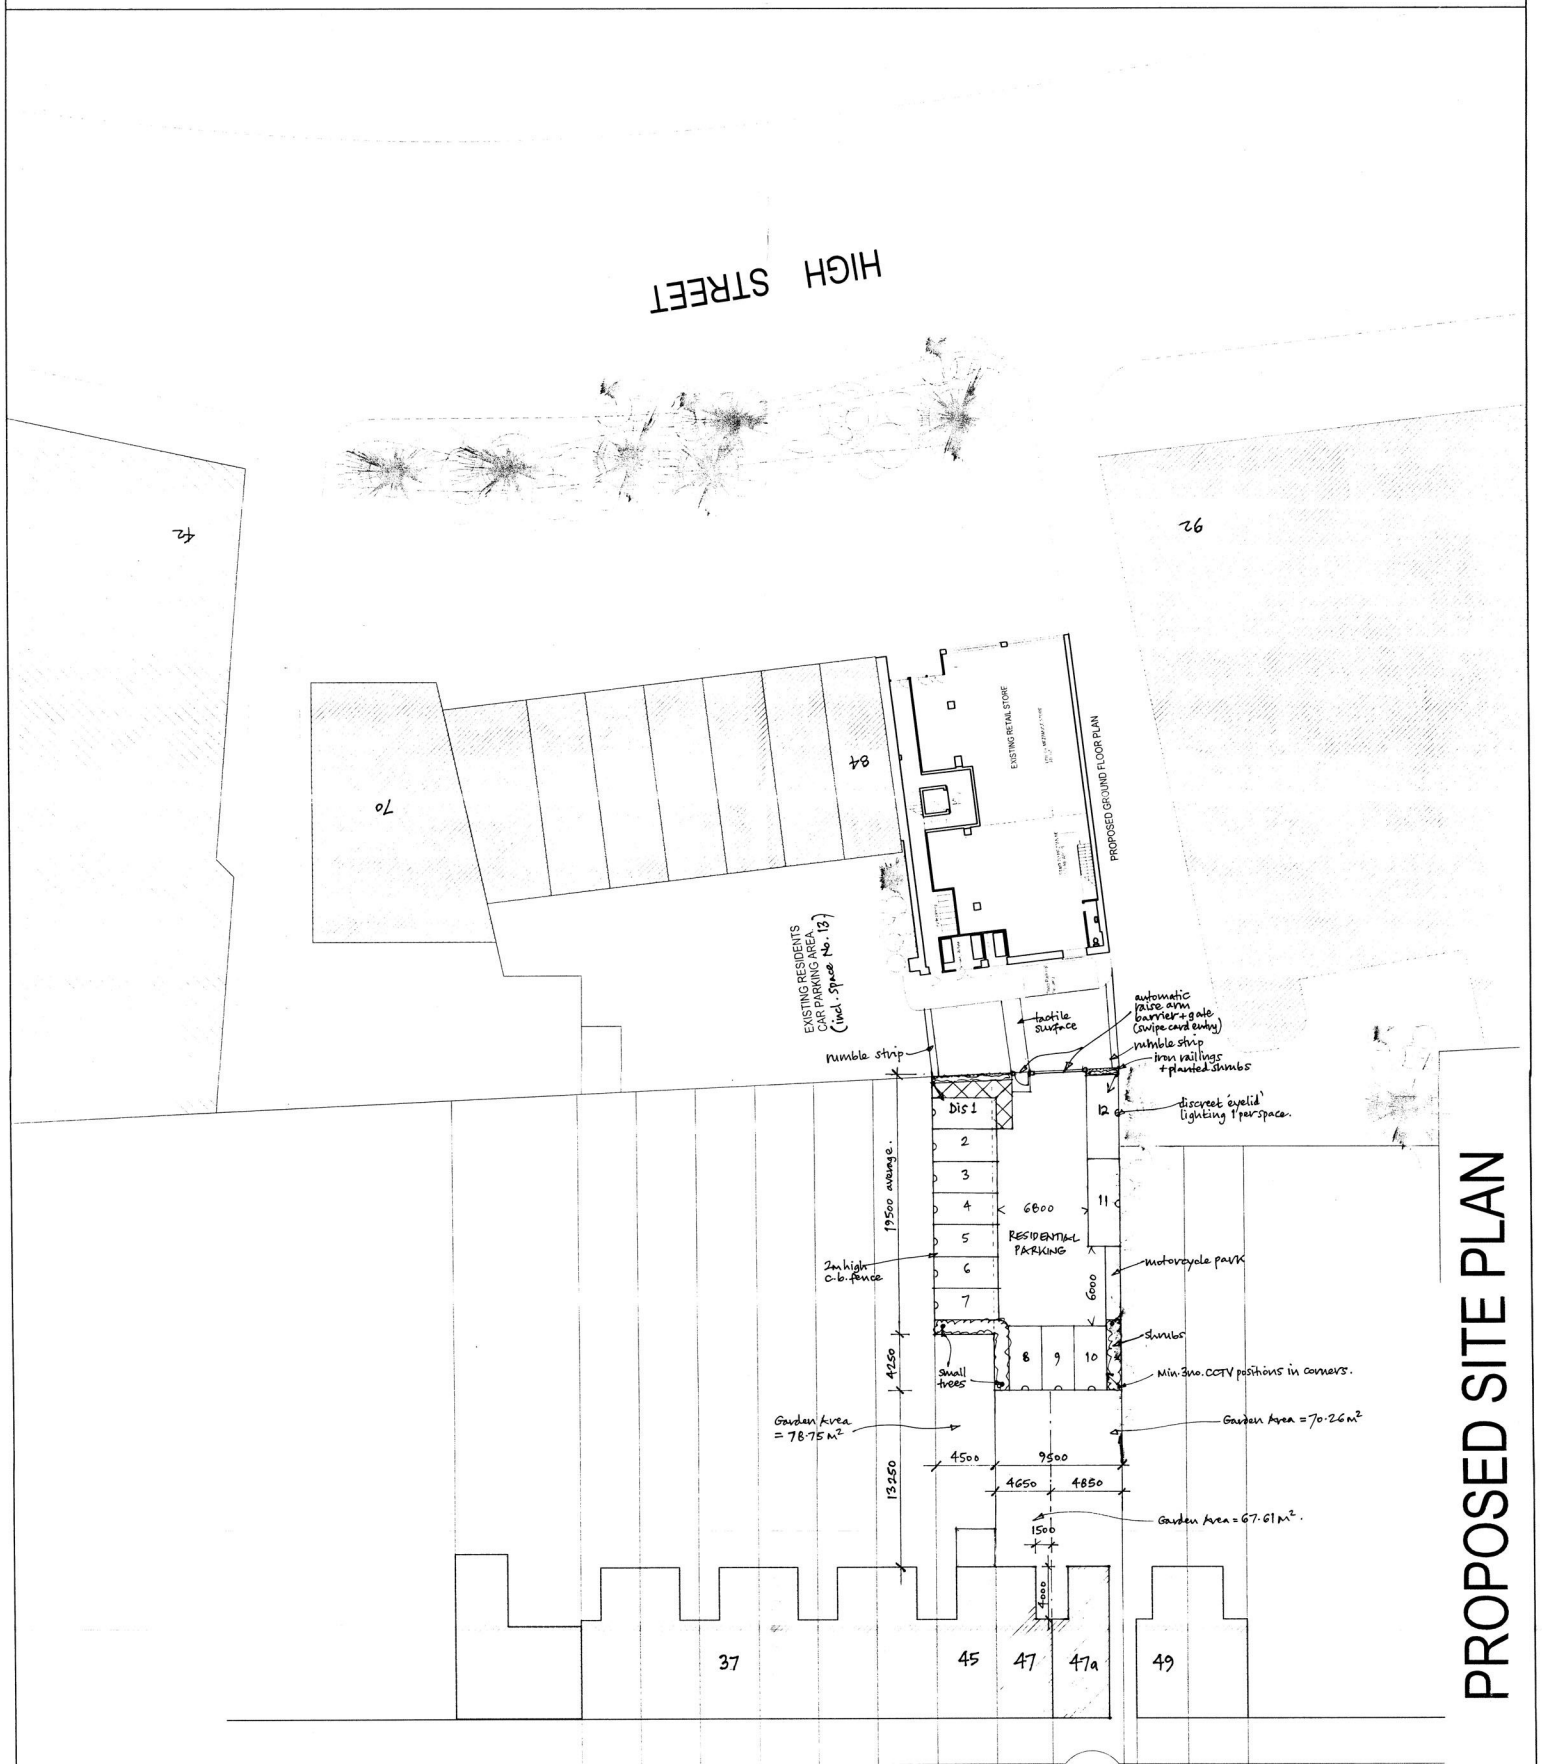 HIGH STREET
42
92
70
84
EXISTING RETAIL STORE
PROPOSED GROUND FLOOR PLAN
EXISTING RESIDENTS
CAR PARKING AREA.
(incl. space No. 13)
rumble strip
tactile
surface
automatic
raise arm
barrier + gate
(swipe card entry)
rumble strip
iron railings
+ planted shrubs
discreet 'eyelid'
lighting 1 per space.
Dis 1
2
3
4
5
6
7
8
9
10
11
12
19500 average.
6800
RESIDENTIAL
PARKING
2m high
c.b. fence
6000
motorcycle park
shrubs
small
trees
4250
Min. 3no. CCTV positions in corners.
Garden Area
= 78.75 m²
Garden Area = 70.26 m²
4500
9500
4650
4850
13250
Garden Area = 67.61 m².
1500
4000
37
45
47
47a
49
PROPOSED SITE PLAN